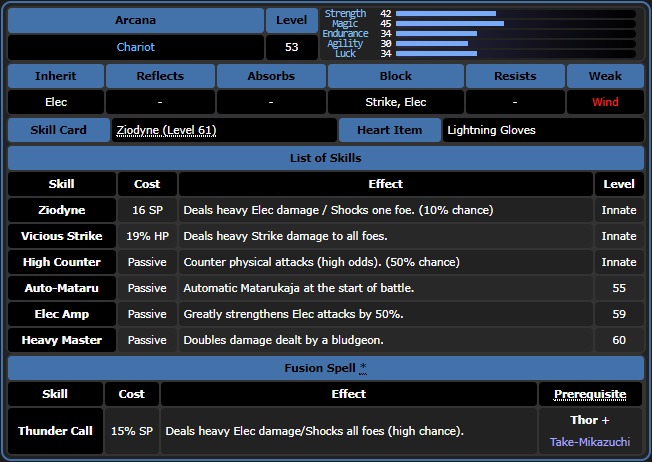 Arcana Level
Chariot 53
Strength 42
Magic 45
Endurance 34
Agility 30
Luck 34
Inherit Reflects Absorbs Block Resists Weak
Elec - - Strike, Elec - Wind
Skill Card Ziodyne (Level 61) Heart Item Lightning Gloves
List of Skills
Skill Cost Effect Level
Ziodyne 16 SP Deals heavy Elec damage / Shocks one foe. (10% chance) Innate
Vicious Strike 19% HP Deals heavy Strike damage to all foes. Innate
High Counter Passive Counter physical attacks (high odds). (50% chance) Innate
Auto-Mataru Passive Automatic Matarukaja at the start of battle. 55
Elec Amp Passive Greatly strengthens Elec attacks by 50%. 59
Heavy Master Passive Doubles damage dealt by a bludgeon. 60
Fusion Spell *
Skill Cost Effect Prerequisite
Thunder Call 15% SP Deals heavy Elec damage/Shocks all foes (high chance). Thor +
Take-Mikazuchi